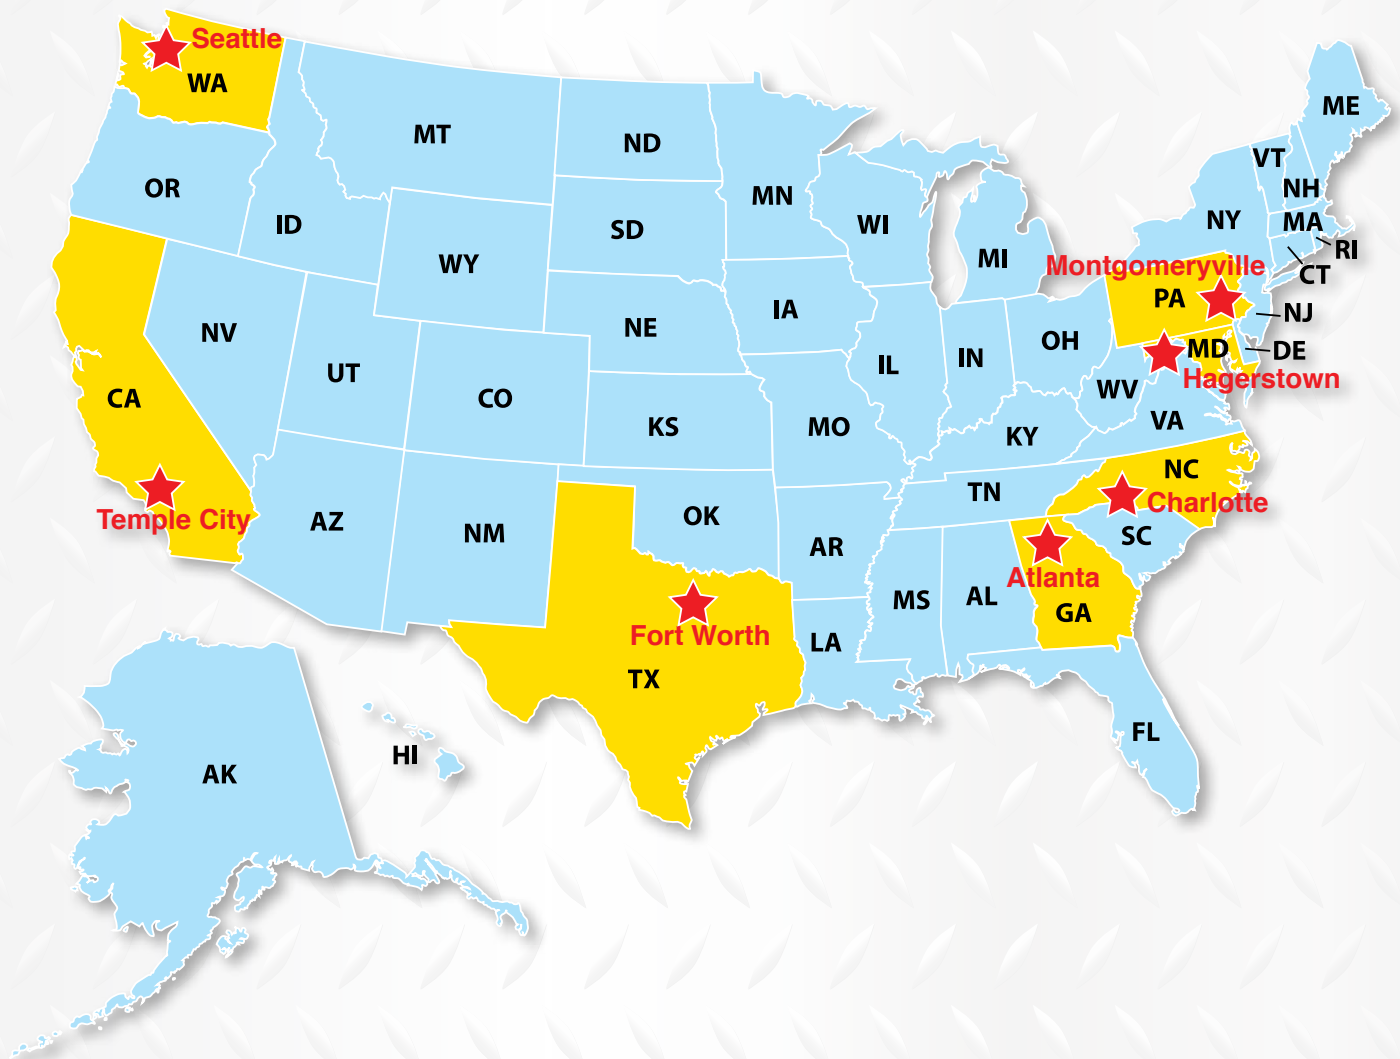 Seattle
WA
MT
ND
MN
ME
VT
NH
OR
ID
WY
SD
WI
MI
NY
MA
RI
CT
Montgomeryville
PA
NJ
NV
UT
NE
IA
IL
IN
OH
MD
DE
Hagerstown
CA
CO
KS
MO
WV
VA
KY
Temple City
AZ
NM
OK
AR
TN
NC
Charlotte
SC
Atlanta
GA
MS
AL
LA
Fort Worth
TX
FL
AK
HI